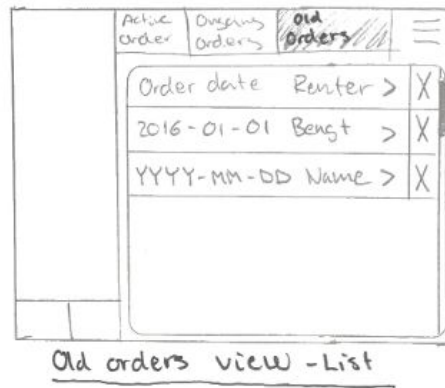 Active order
Ongoing orders
Old orders
Order date Renter > X
2016-01-01 Bengt > X
YYYY-MM-DD Name > X
Old orders view - List